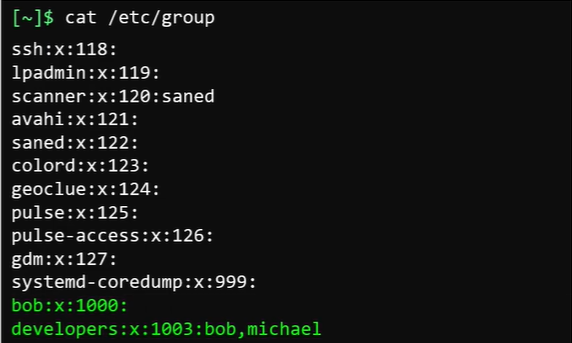 [~]$ cat /etc/group
ssh:x:118:
lpadmin:x:119:
scanner:x:120:saned
avahi:x:121:
saned:x:122:
colord:x:123:
geoclue:x:124:
pulse:x:125:
pulse-access:x:126:
gdm:x:127:
systemd-coredump:x:999:
bob:x:1000:
developers:x:1003:bob,michael